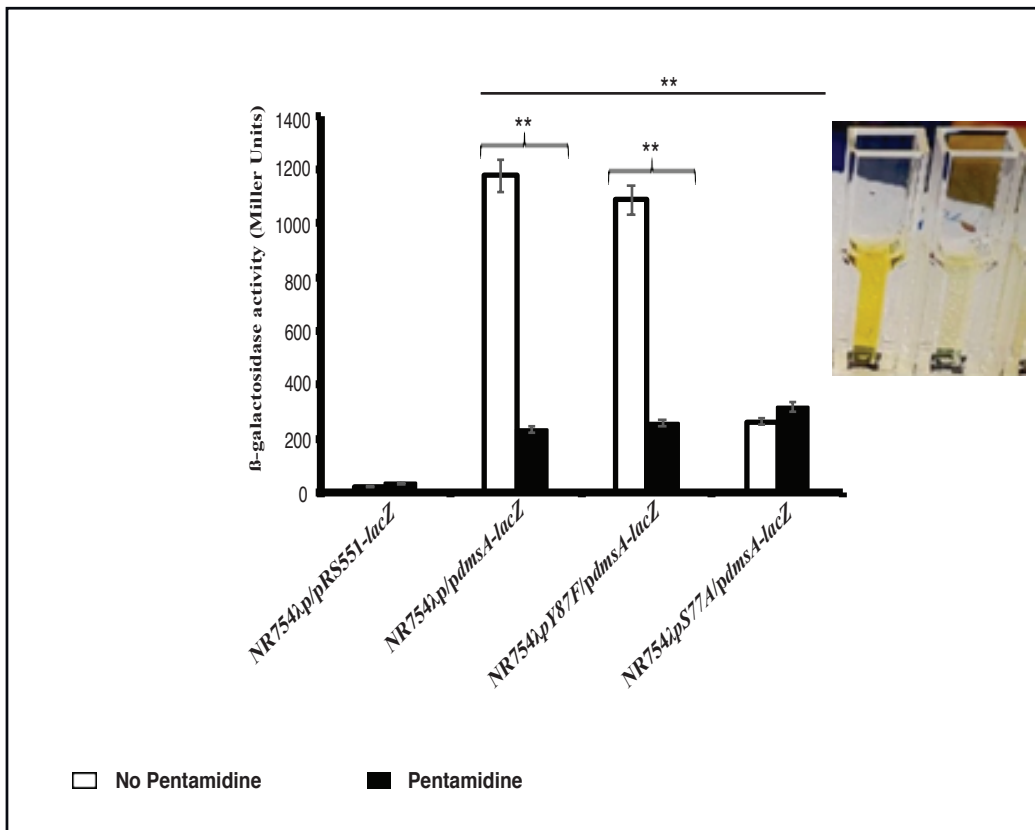 **
ß-galactosidase activity (Miller Units)
1400
1200
1000
800
600
400
200
0
**
**
NR754λp/pRS551-lacZ
NR754λp/pdmsA-lacZ
NR754λpY87F/pdmsA-lacZ
NR754λpS77A/pdmsA-lacZ
No Pentamidine
Pentamidine